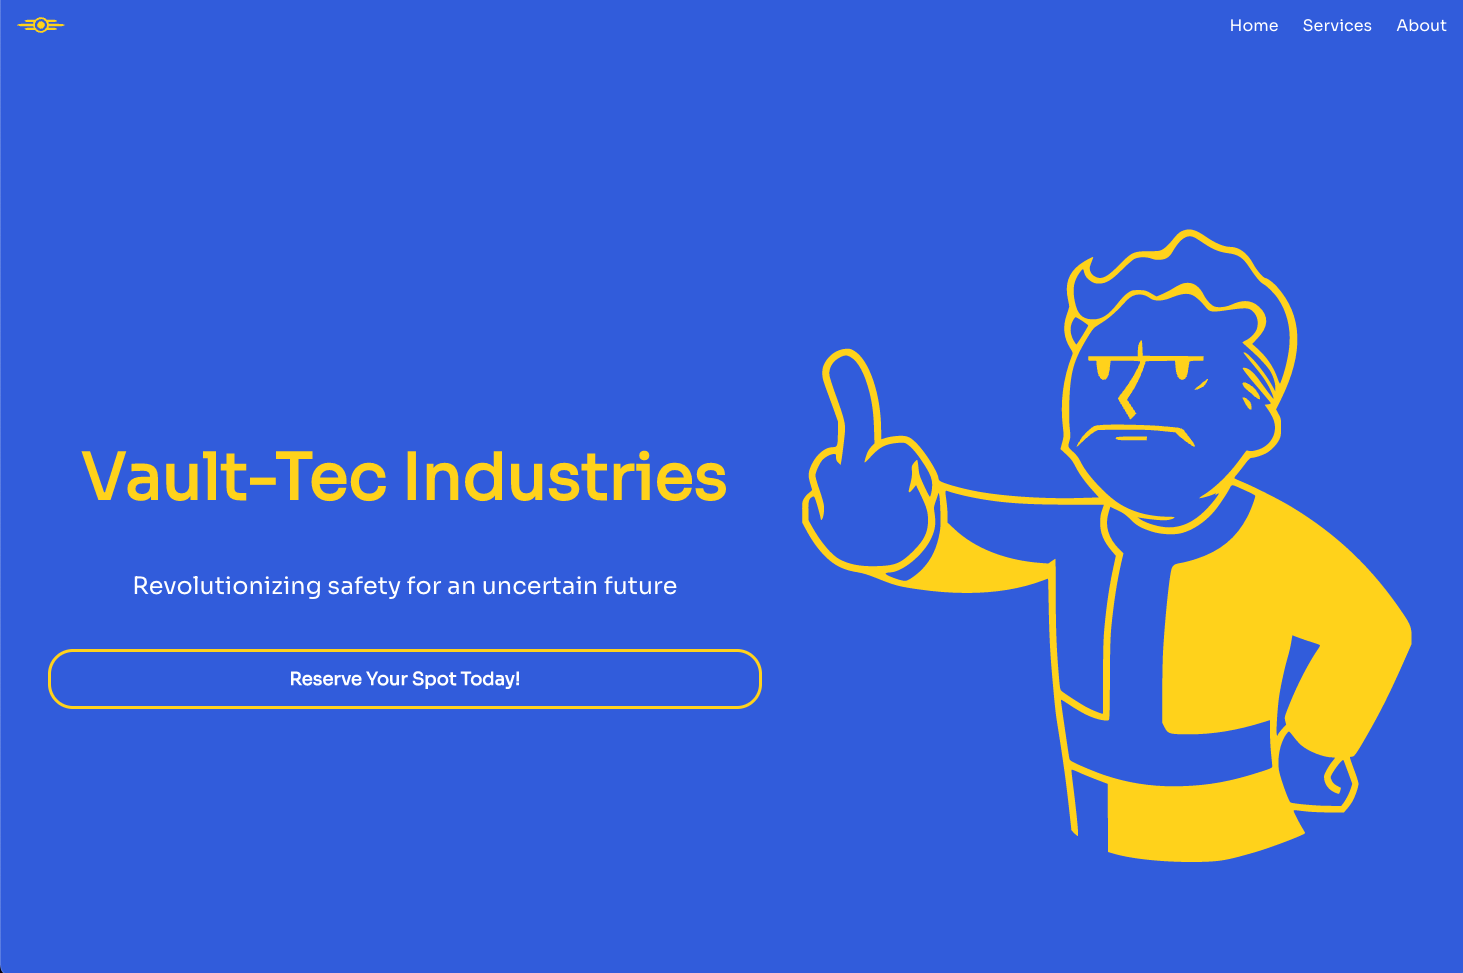 Home Services About
Vault-Tec Industries
Revolutionizing safety for an uncertain future
Reserve Your Spot Today!